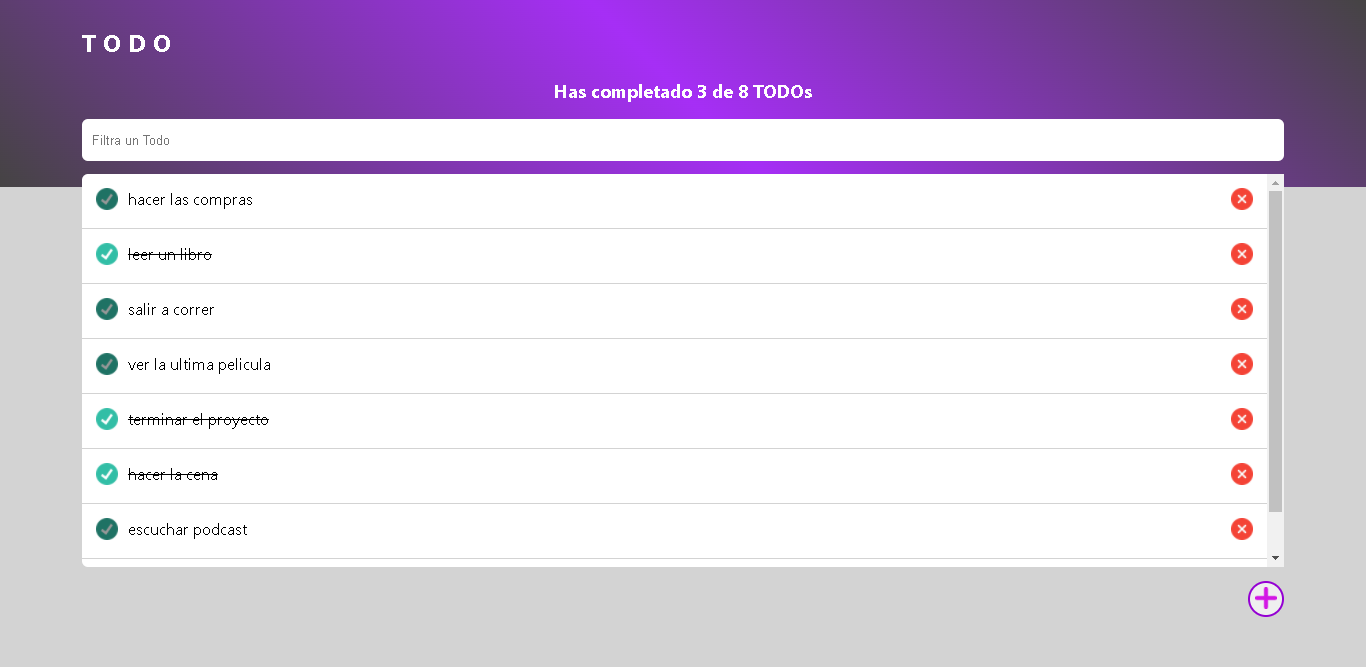 TODO
Has completado 3 de 8 TODOs
Filtra un Todo
hacer las compras
leer un libro
salir a correr
ver la ultima pelicula
terminar el proyecto
hacer la cena
escuchar podcast